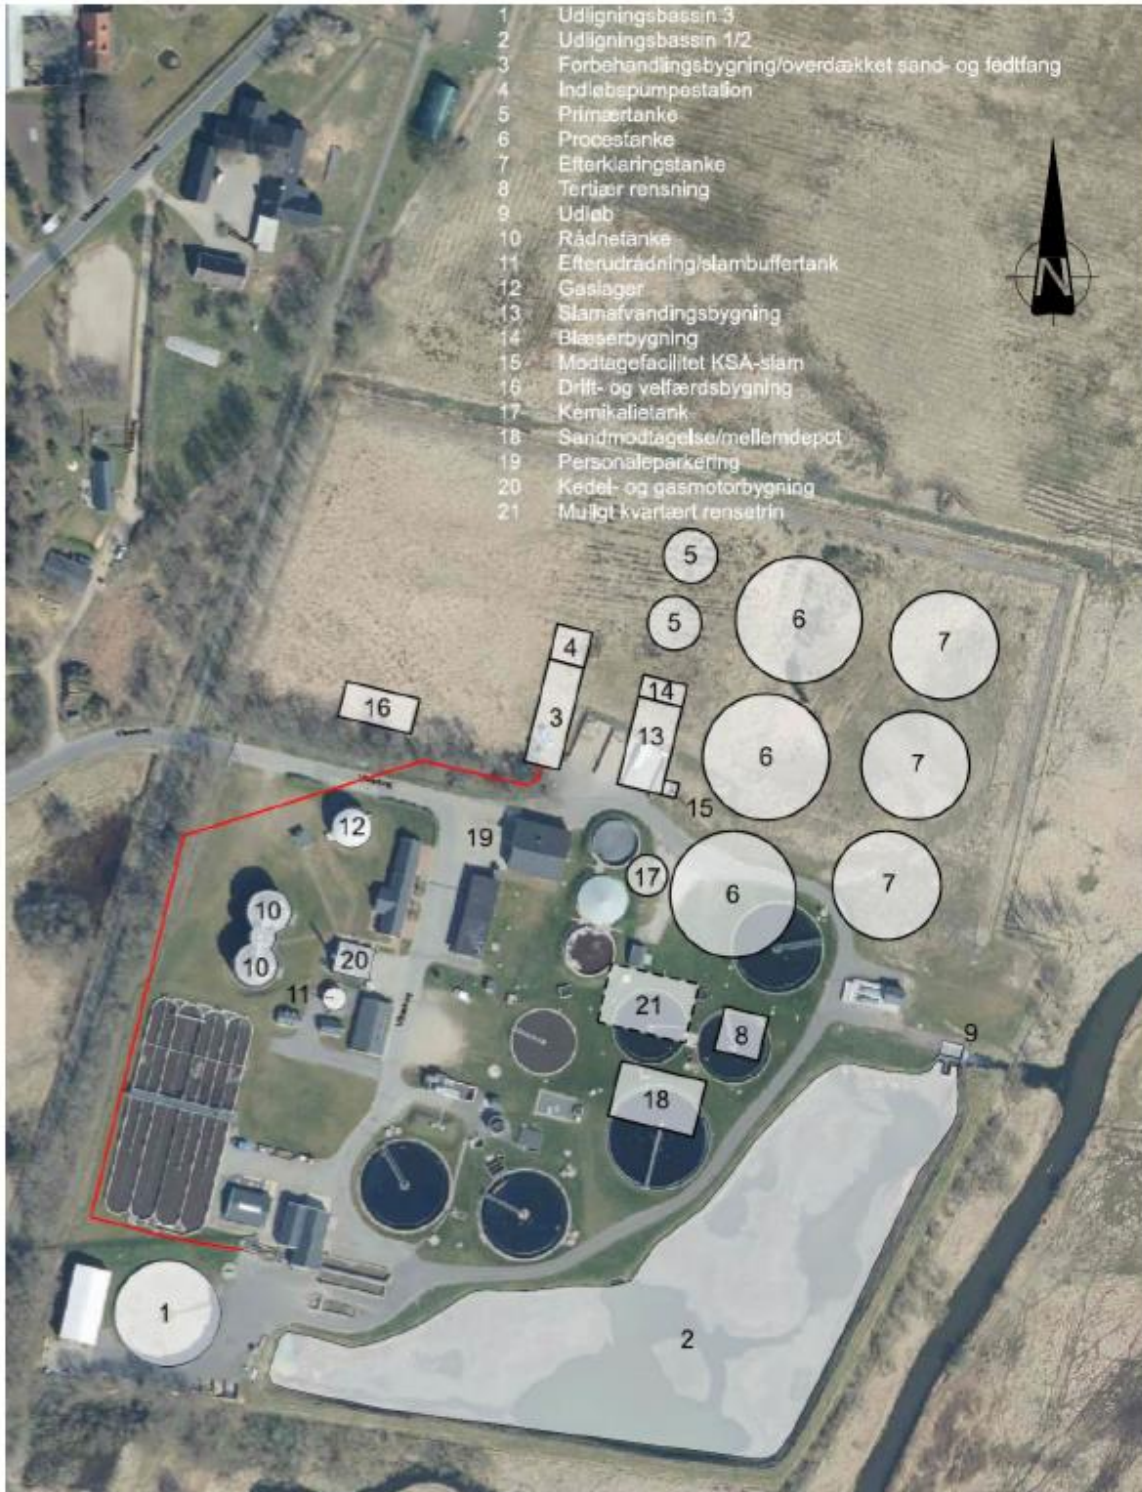 1 Udligningsbassin 3
2 Udligningsbassin 1/2
3 Forbehandlingsbygning/overdækket sand- og fedtfang
4 Indløbspumpestation
5 Primærtanke
6 Procestanke
7 Efterklaringstanke
8 Tertiær rensning
9 Udløb
10 Rådnetanke
11 Efterudrådning/slambuffertank
12 Gaslager
13 Slamafvandingsbygning
14 Blæserbygning
15 Modtagefacilitet KSA-slam
16 Drift- og velfærdsbygning
17 Kemikalietank
18 Sandmodtagelse/mellemdepot
19 Personaleparkering
20 Kedel- og gasmotorbygning
21 Muligt kvartært rensetrin
N
5
5
6
7
4
14
16
3
13
6
7
15
12
19
17
6
7
10
10
20
11
21
8
9
18
1
2